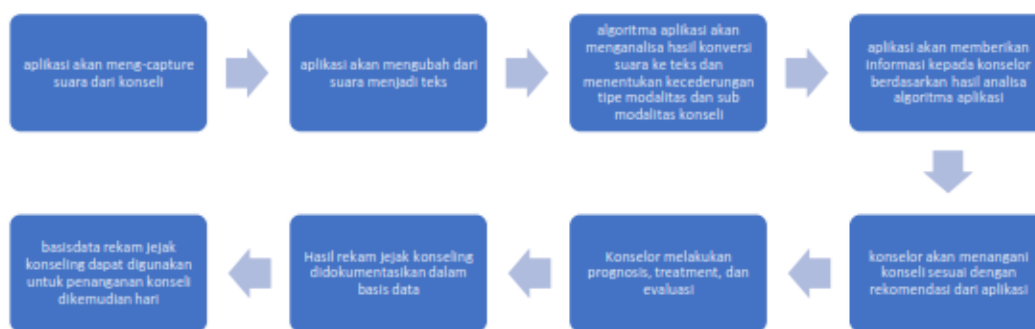 aplikasi akan meng-capture
suara dari konseli
aplikasi akan mengubah dari
suara menjadi teks
algoritma aplikasi akan
menganalisa hasil konversi
suara ke teks dan
menentukan kecederungan
tipe modalitas dan sub
modalitas konseli
aplikasi akan memberikan
informasi kepada konselor
berdasarkan hasil analisa
algoritma aplikasi
konselor akan menangani
konseli sesuai dengan
rekomendasi dari aplikasi
Konselor melakukan
prognosis, treatment, dan
evaluasi
Hasil rekam jejak konseling
didokumentasikan dalam
basis data
basisdata rekam jejak
konseling dapat digunakan
untuk penanganan konseli
dikemudian hari